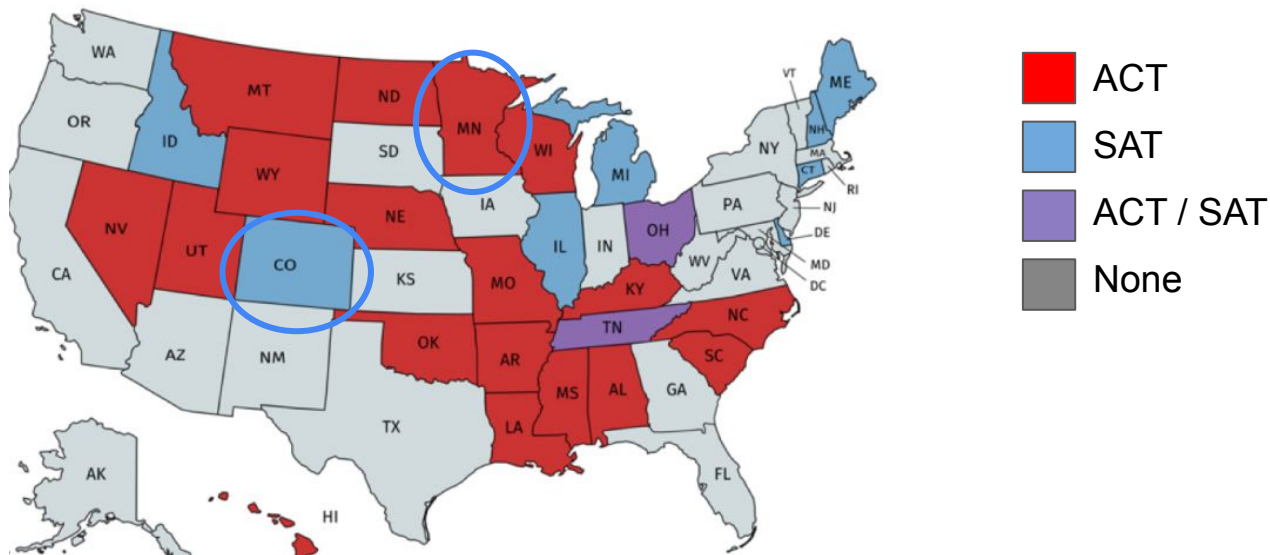 WA
MT
ND
MN
VT
ME
ACT
OR
ID
SD
WI
NY
NH
MA
SAT
WY
MI
CT
RI
IA
PA
NJ
ACT / SAT
NV
UT
NE
IL
IN
OH
DE
CO
WV
VA
MD
CA
KS
MO
KY
DC
None
AZ
NM
OK
AR
TN
NC
SC
MS
AL
GA
TX
LA
AK
FL
HI